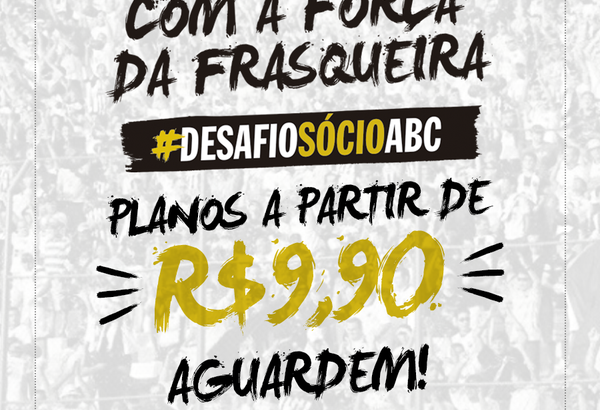 COM A FORÇA
DA FRASQUEIRA
#DESAFIOSÓCIOABC
PLANOS A PARTIR DE
R$9,90
AGUARDEM!